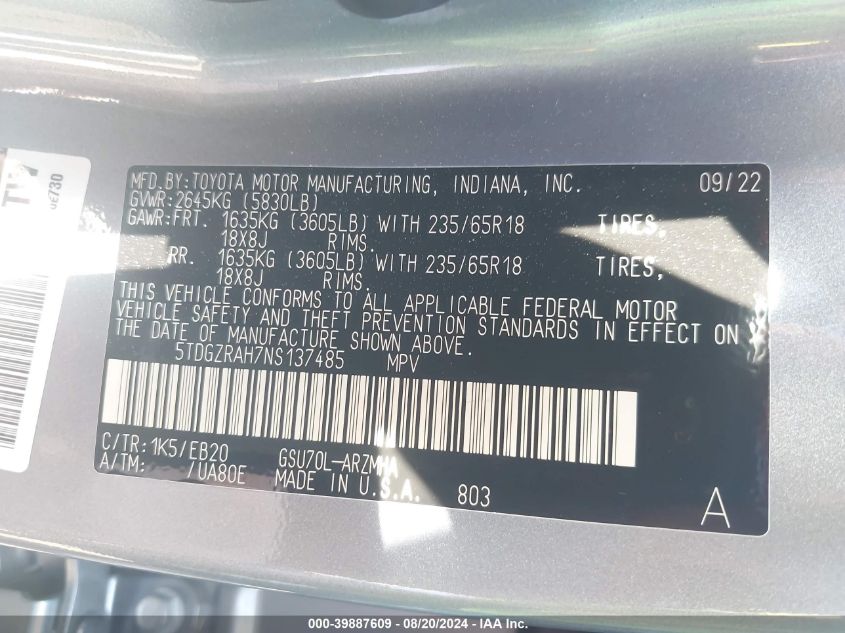 MFD.BY:TOYOTA MOTOR MANUFACTURING, INDIANA, INC. 09/22
GVWR:2645KG (5830LB)
GAWR:FRT. 1635KG (3605LB) WITH 235/65R18 TIRES,
18X8J RIMS.
RR. 1635KG (3605LB) WITH 235/65R18 TIRES,
18X8J RIMS.
THIS VEHICLE CONFORMS TO ALL APPLICABLE FEDERAL MOTOR
VEHICLE SAFETY AND THEFT PREVENTION STANDARDS IN EFFECT ON
THE DATE OF MANUFACTURE SHOWN ABOVE.
5TDGZRAH7NS137485 MPV
C/TR:1K5/EB20 GSU70L-ARZMHA
A/TM: /UA80E MADE IN U.S.A. 803
A
000-39887609 - 08/20/2024 - IAA Inc.